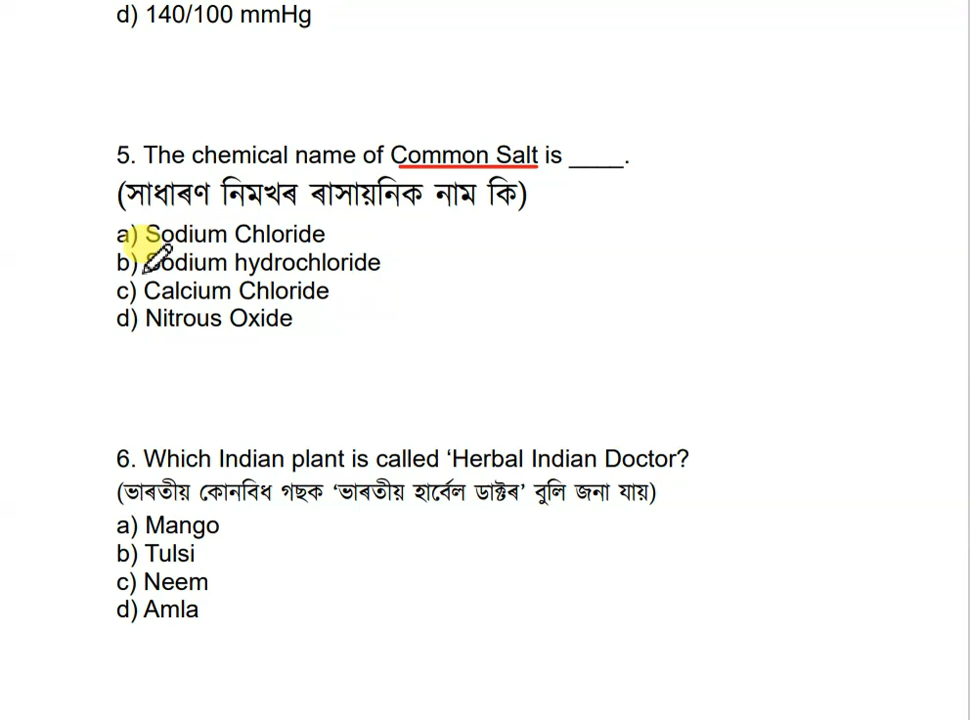 d) 140/100 mmHg
5. The chemical name of Common Salt is ____.
(সাধাৰণ নিমখৰ ৰাসায়নিক নাম কি)
a) Sodium Chloride
b) Sodium hydrochloride
c) Calcium Chloride
d) Nitrous Oxide
6. Which Indian plant is called ‘Herbal Indian Doctor?
(ভাৰতীয় কোনবিধ গছক ‘ভাৰতীয় হাৰ্বেল ডাক্টৰ’ বুলি জনা যায়)
a) Mango
b) Tulsi
c) Neem
d) Amla